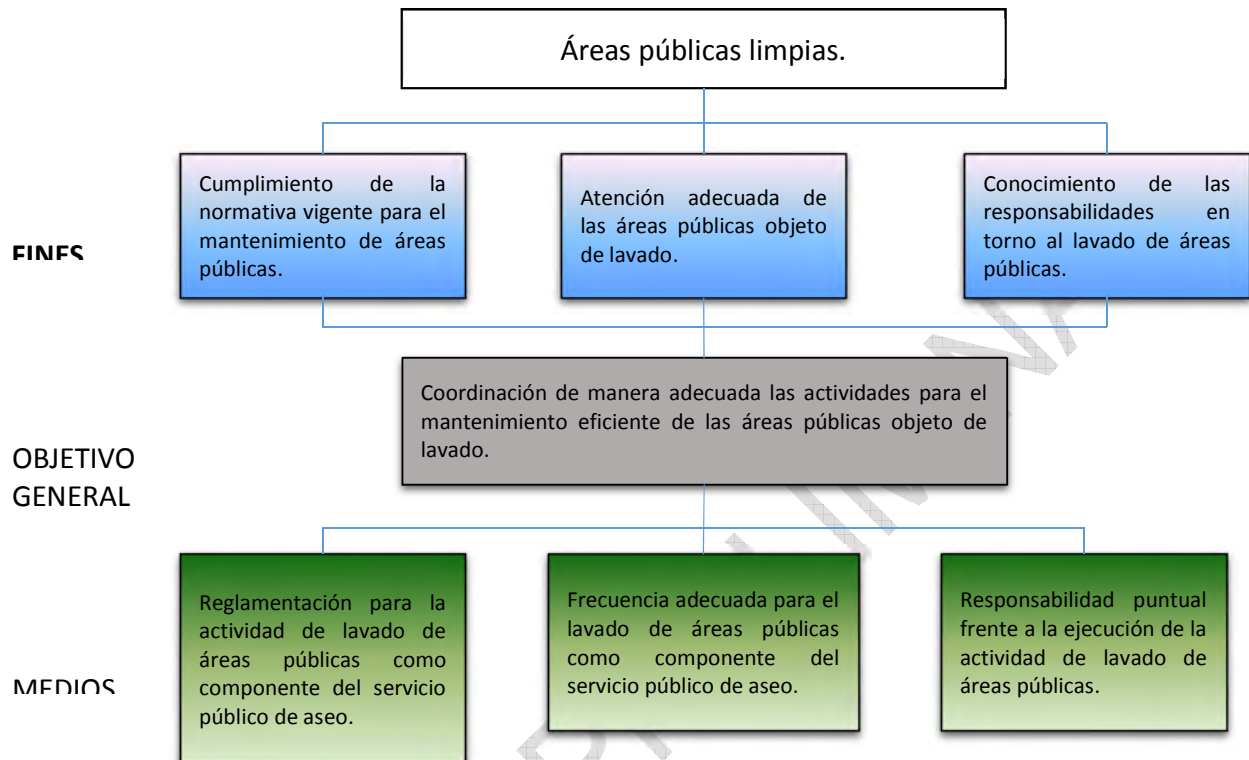 Áreas públicas limpias.
Cumplimiento de la
normativa vigente para el
mantenimiento de áreas
públicas.
Atención adecuada de
las áreas públicas objeto
de lavado.
Conocimiento de las
responsabilidades en
torno al lavado de áreas
públicas.
FINES
Coordinación de manera adecuada las actividades para el
mantenimiento eficiente de las áreas públicas objeto de
lavado.
OBJETIVO
GENERAL
Reglamentación para la
actividad de lavado de
áreas públicas como
componente del servicio
público de aseo.
Frecuencia adecuada para el
lavado de áreas públicas
como componente del
servicio público de aseo.
Responsabilidad puntual
frente a la ejecución de la
actividad de lavado de
áreas públicas.
MEDIOS